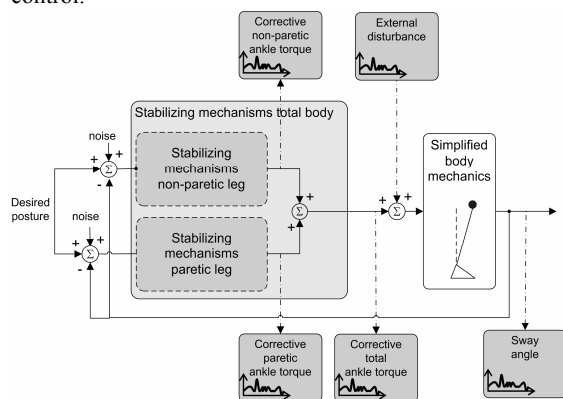 control.
Corrective
non-paretic
ankle torque
External
disturbance
Stabilizing mechanisms total body
noise
+
+
-
Σ
Stabilizing
mechanisms
non-paretic leg
Desired
posture
noise
+
+
-
Σ
Stabilizing
mechanisms
paretic leg
+
+
Σ
+
+
Σ
Simplified
body
mechanics
Corrective
paretic
ankle torque
Corrective
total
ankle torque
Sway
angle